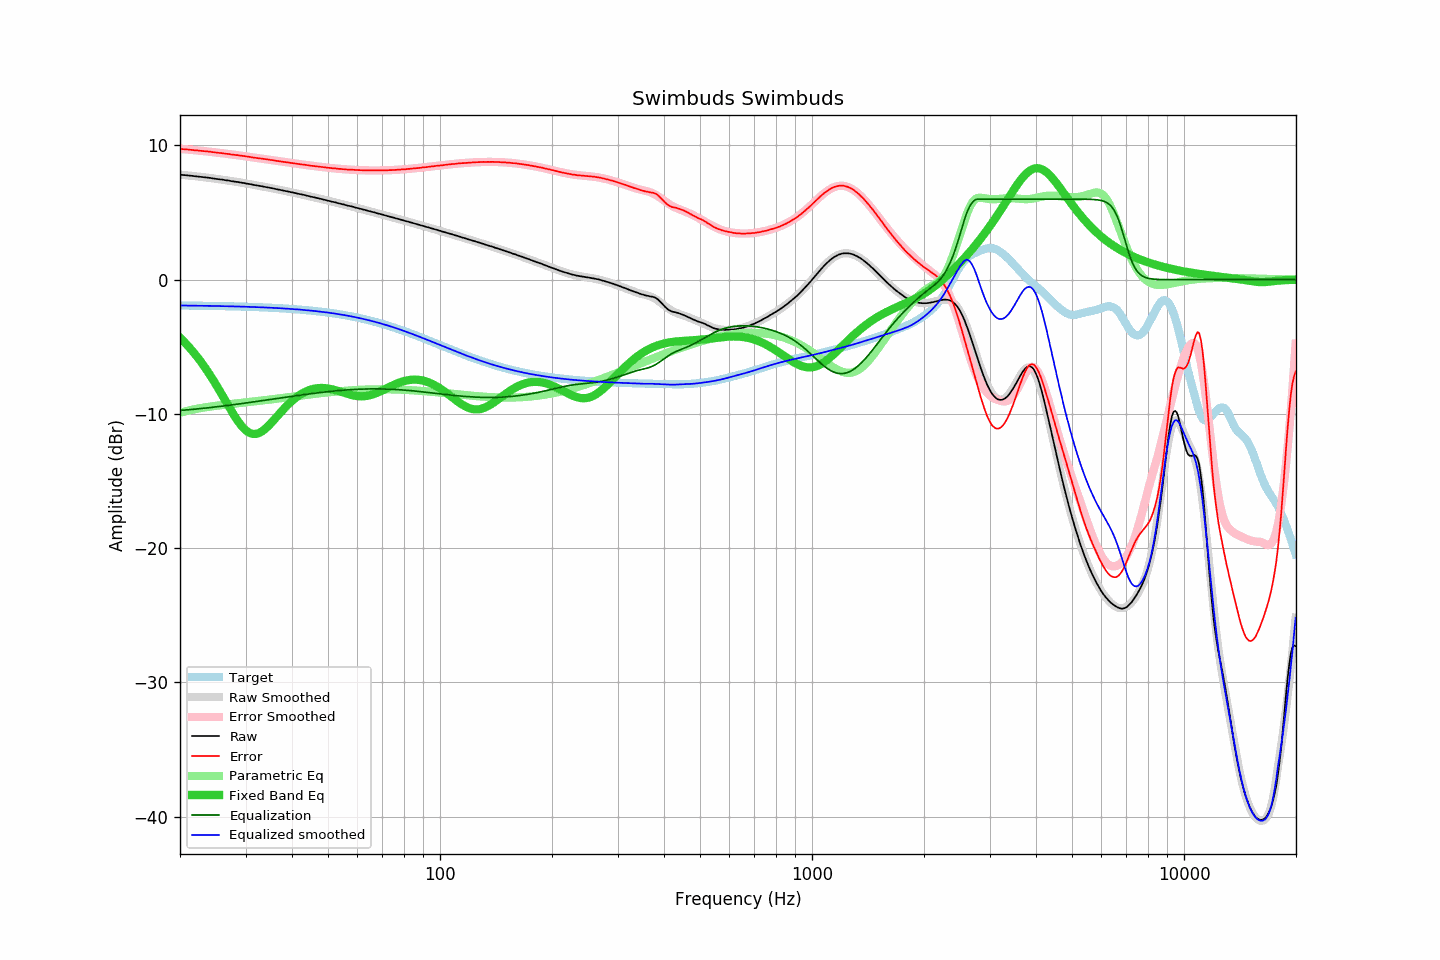 Swimbuds Swimbuds
10
0
−10
−20
−30
−40
Amplitude (dBr)
Target
Raw Smoothed
Error Smoothed
Raw
Error
Parametric Eq
Fixed Band Eq
Equalization
Equalized smoothed
100
1000
10000
Frequency (Hz)